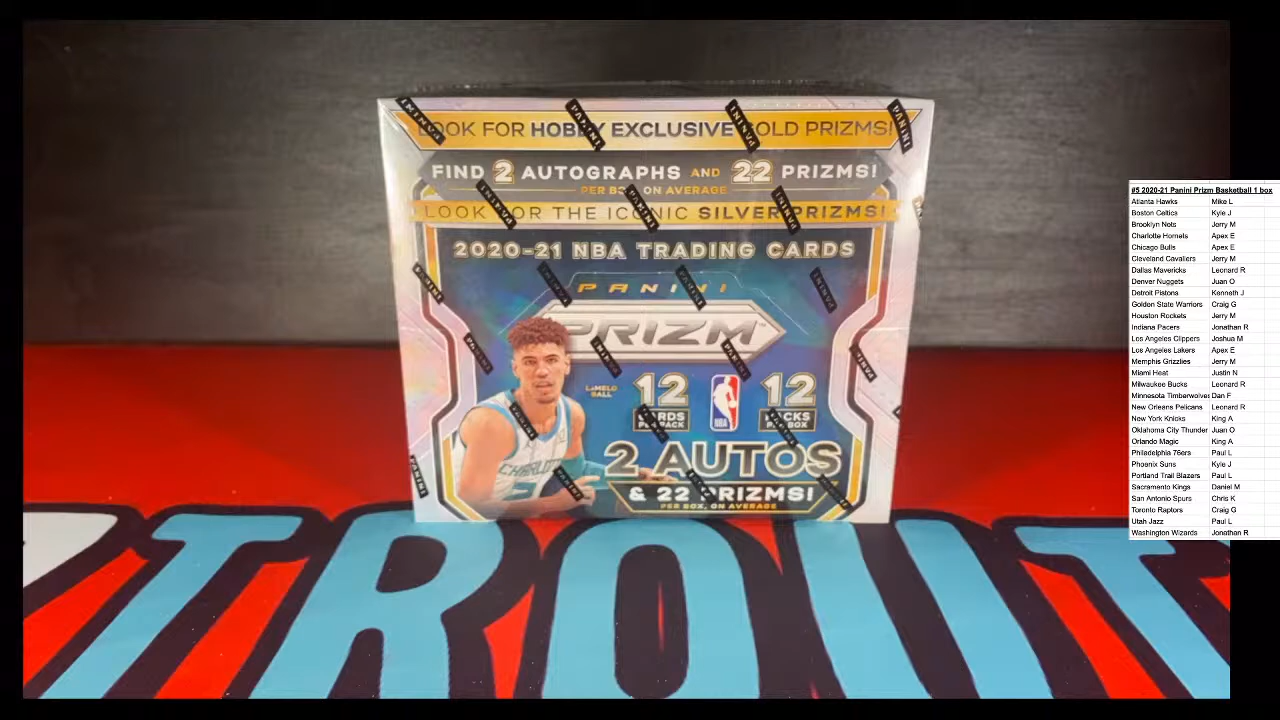 LOOK FOR HOBBY EXCLUSIVE GOLD PRIZMS!
FIND 2 AUTOGRAPHS AND 22 PRIZMS!
PER BOX, ON AVERAGE
LOOK FOR THE ICONIC SILVER PRIZMS!
2020-21 NBA TRADING CARDS
PANINI
PRIZM
LaMELO
BALL
12
CARDS
PER PACK
NBA
12
PACKS
PER BOX
2 AUTOS
& 22 PRIZMS!
PER BOX, ON AVERAGE
CHARLOTTE
TROUT
#5 2020-21 Panini Prizm Basketball 1 box
Atlanta Hawks Mike L
Boston Celtics Kyle J
Brooklyn Nets Jerry M
Charlotte Hornets Apex E
Chicago Bulls Apex E
Cleveland Cavaliers Jerry M
Dallas Mavericks Leonard R
Denver Nuggets Juan O
Detroit Pistons Kenneth J
Golden State Warriors Craig G
Houston Rockets Jerry M
Indiana Pacers Jonathan R
Los Angeles Clippers Joshua M
Los Angeles Lakers Apex E
Memphis Grizzlies Jerry M
Miami Heat Justin N
Milwaukee Bucks Leonard R
Minnesota Timberwolves Dan F
New Orleans Pelicans Leonard R
New York Knicks King A
Oklahoma City Thunder Juan O
Orlando Magic King A
Philadelphia 76ers Paul L
Phoenix Suns Kyle J
Portland Trail Blazers Paul L
Sacramento Kings Daniel M
San Antonio Spurs Chris K
Toronto Raptors Craig G
Utah Jazz Paul L
Washington Wizards Jonathan R